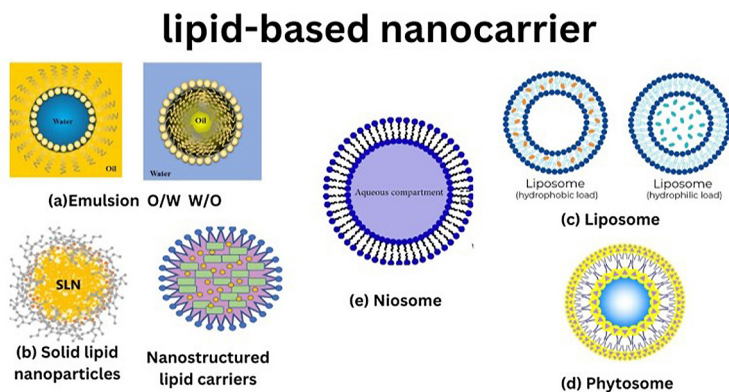 lipid-based nanocarrier
Water
Oil
Oil
Water
(a)Emulsion O/W W/O
SLN
(b) Solid lipid
nanoparticles
Nanostructured
lipid carriers
Aqueous compartment
(e) Niosome
Liposome
(hydrophobic load)
Liposome
(hydrophilic load)
(c) Liposome
(d) Phytosome